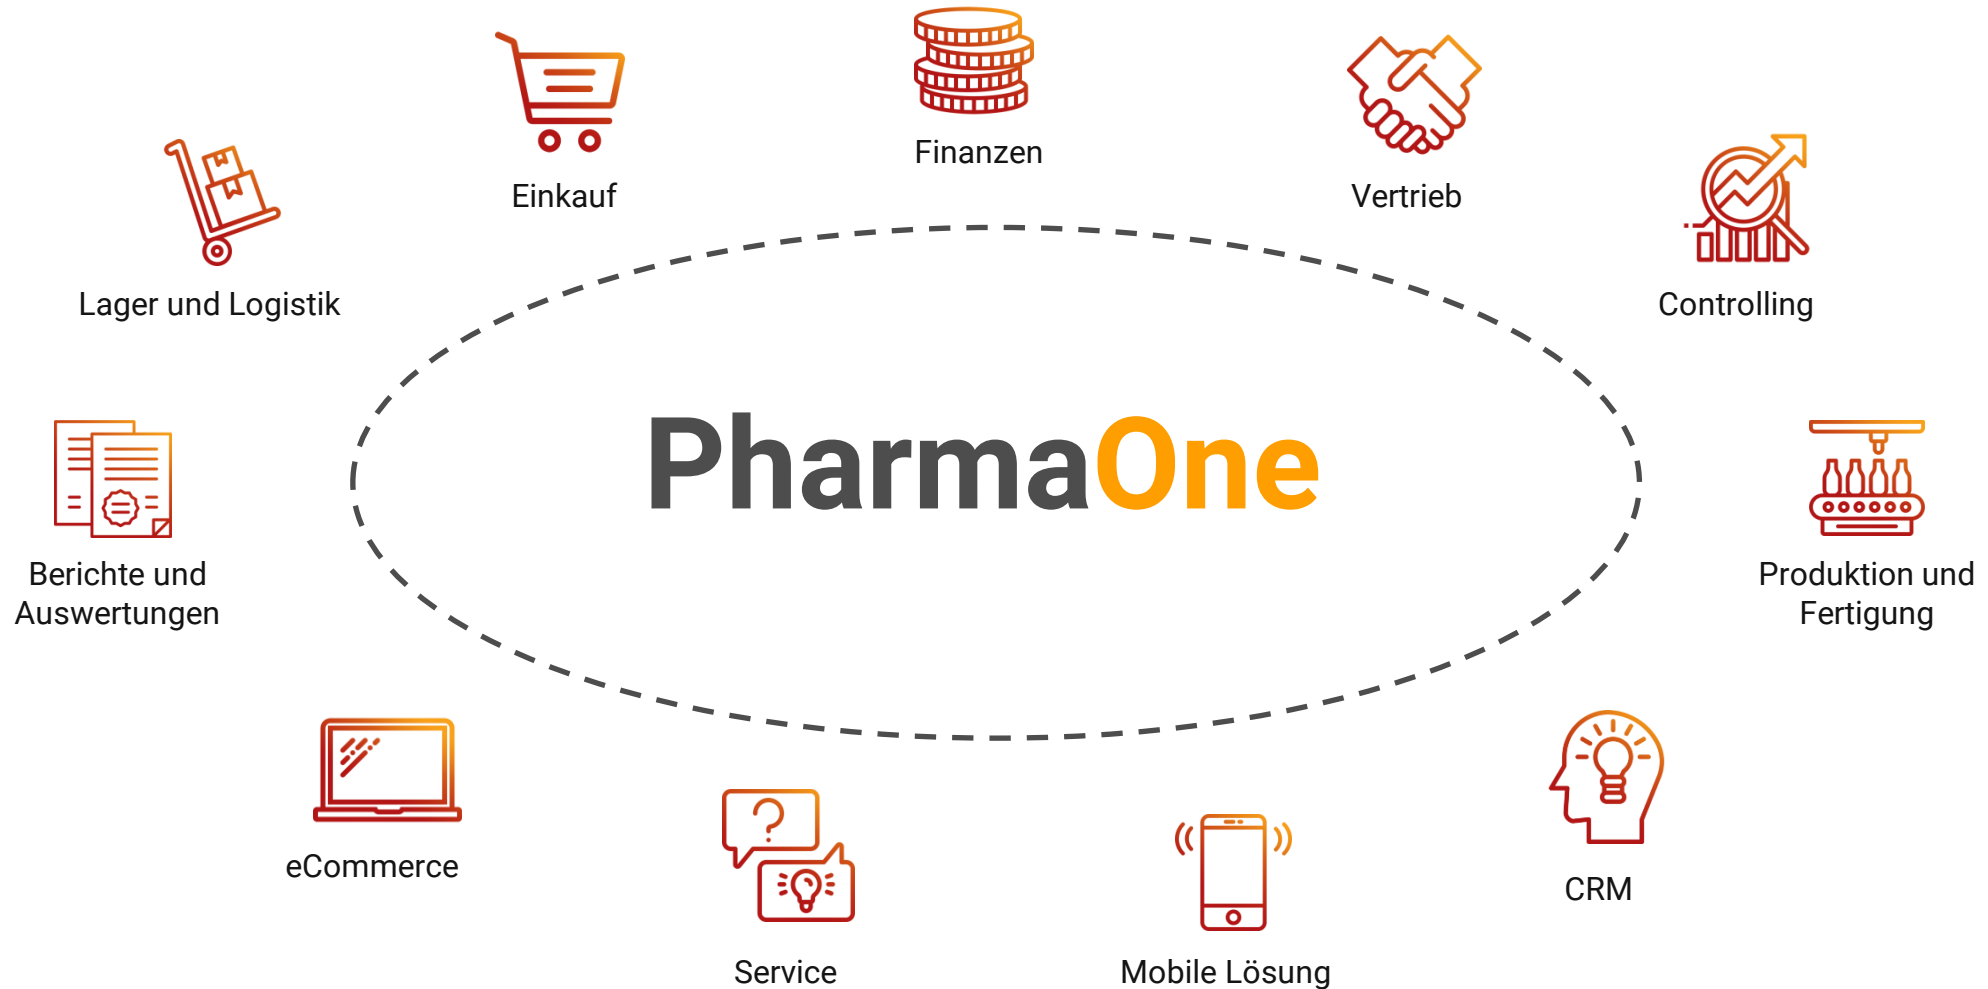 Finanzen
Einkauf
Vertrieb
Lager und Logistik
Controlling
PharmaOne
Berichte und
Auswertungen
Produktion und
Fertigung
eCommerce
CRM
Service
Mobile Lösung